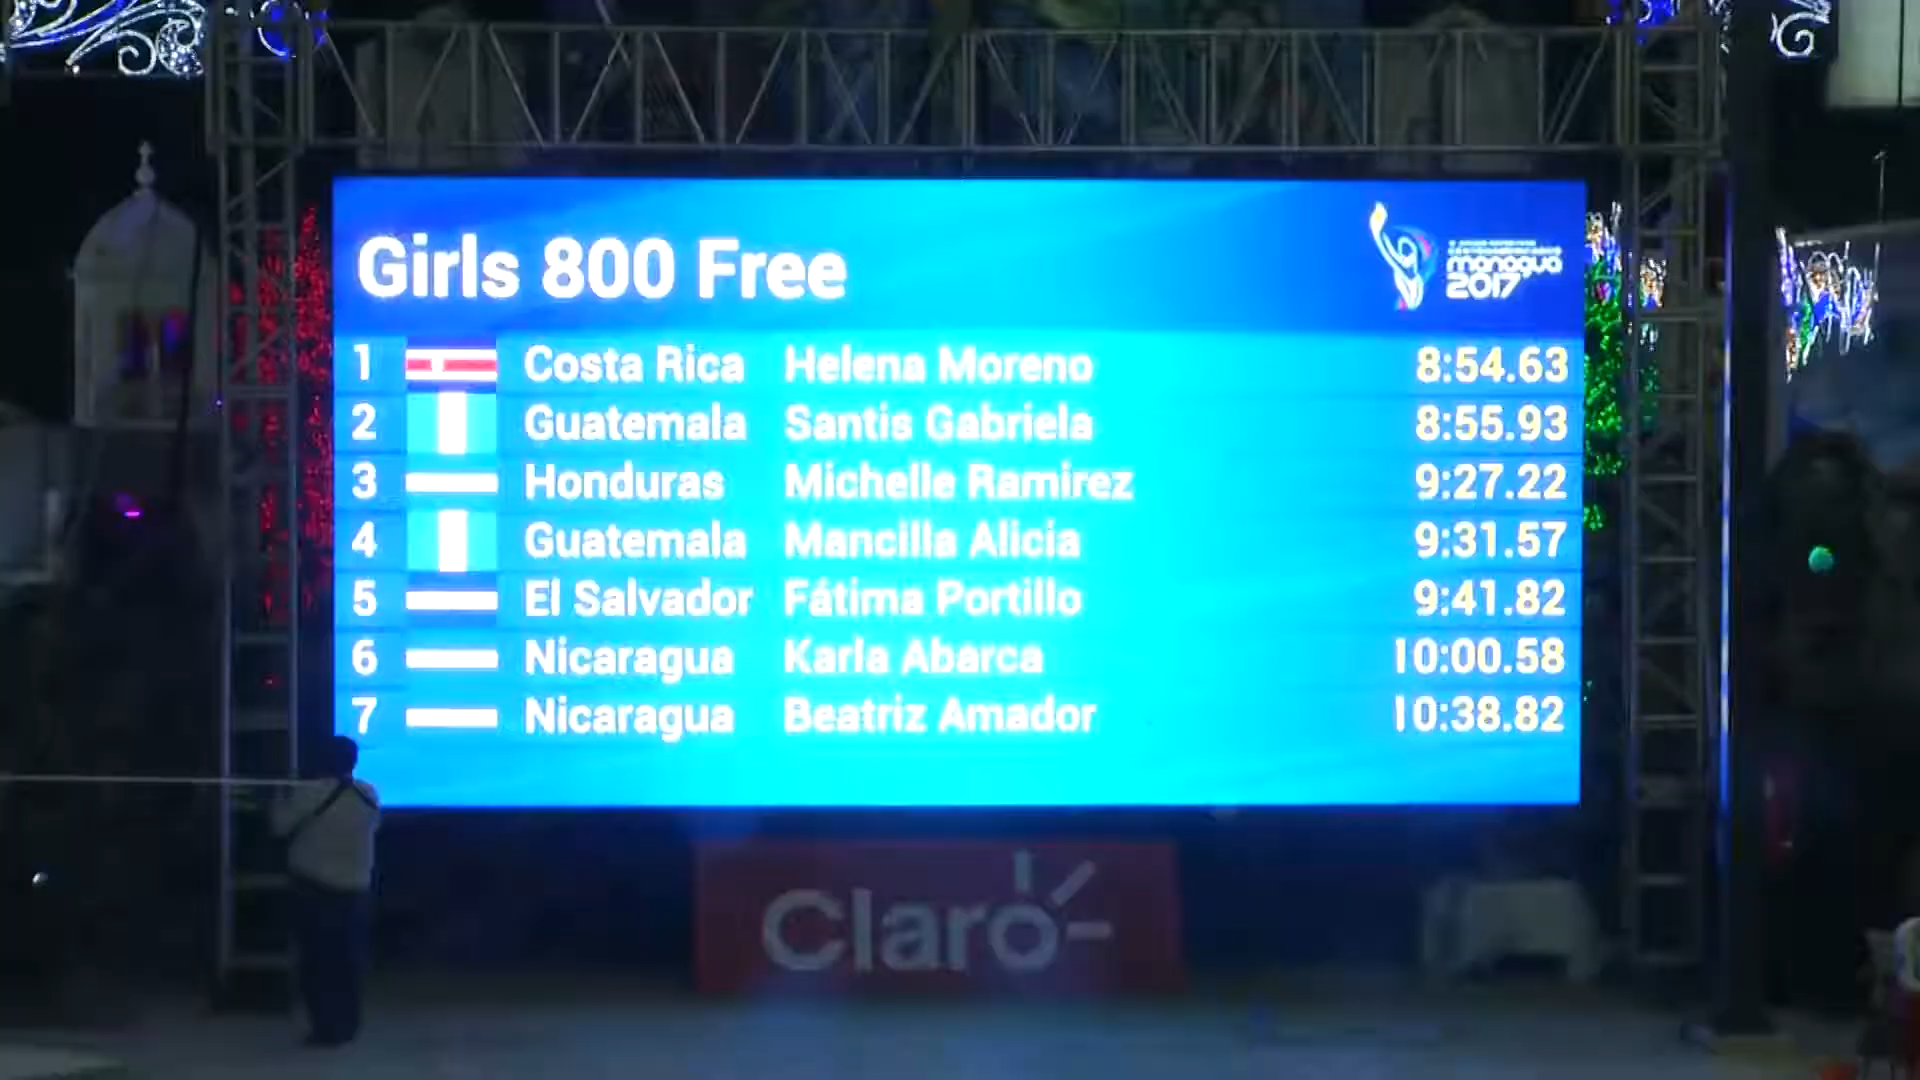 Girls 800 Free
managua
2017
1 Costa Rica Helena Moreno 8:54.63
2 Guatemala Santis Gabriela 8:55.93
3 Honduras Michelle Ramirez 9:27.22
4 Guatemala Mancilla Alicia 9:31.57
5 El Salvador Fátima Portillo 9:41.82
6 Nicaragua Karla Abarca 10:00.58
7 Nicaragua Beatriz Amador 10:38.82
Claro